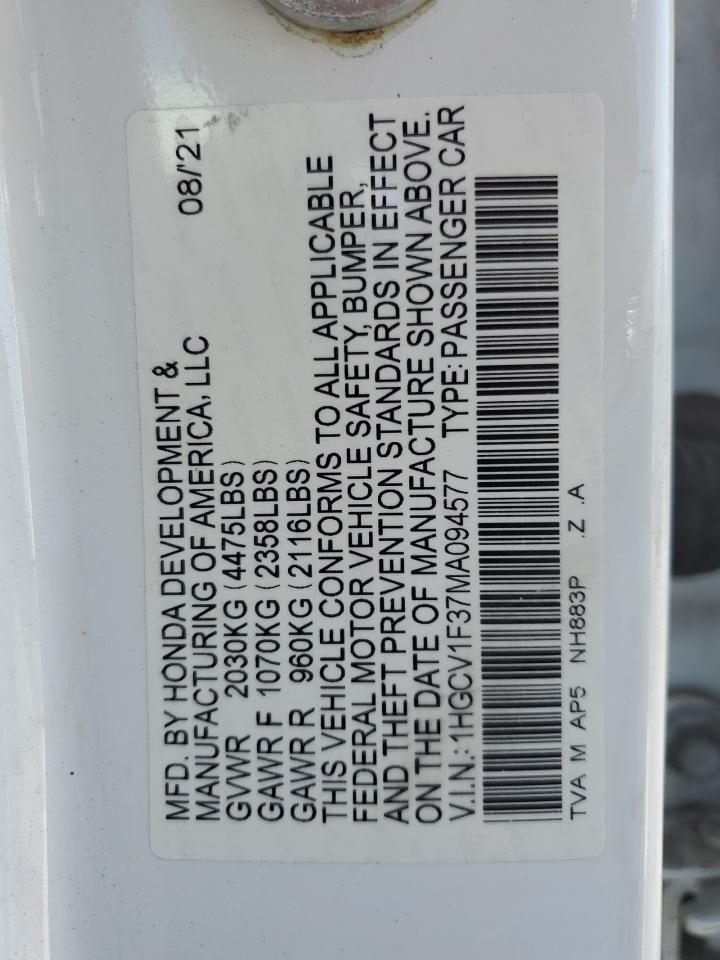 MFD. BY HONDA DEVELOPMENT &
MANUFACTURING OF AMERICA, LLC 08/'21
GVWR 2030KG (4475LBS)
GAWR F 1070KG (2358LBS)
GAWR R 960KG (2116LBS)
THIS VEHICLE CONFORMS TO ALL APPLICABLE
FEDERAL MOTOR VEHICLE SAFETY, BUMPER,
AND THEFT PREVENTION STANDARDS IN EFFECT
ON THE DATE OF MANUFACTURE SHOWN ABOVE.
V.I.N.: 1HGCV1F37MA094577 TYPE: PASSENGER CAR
TVA M AP5 NH883P .Z .A